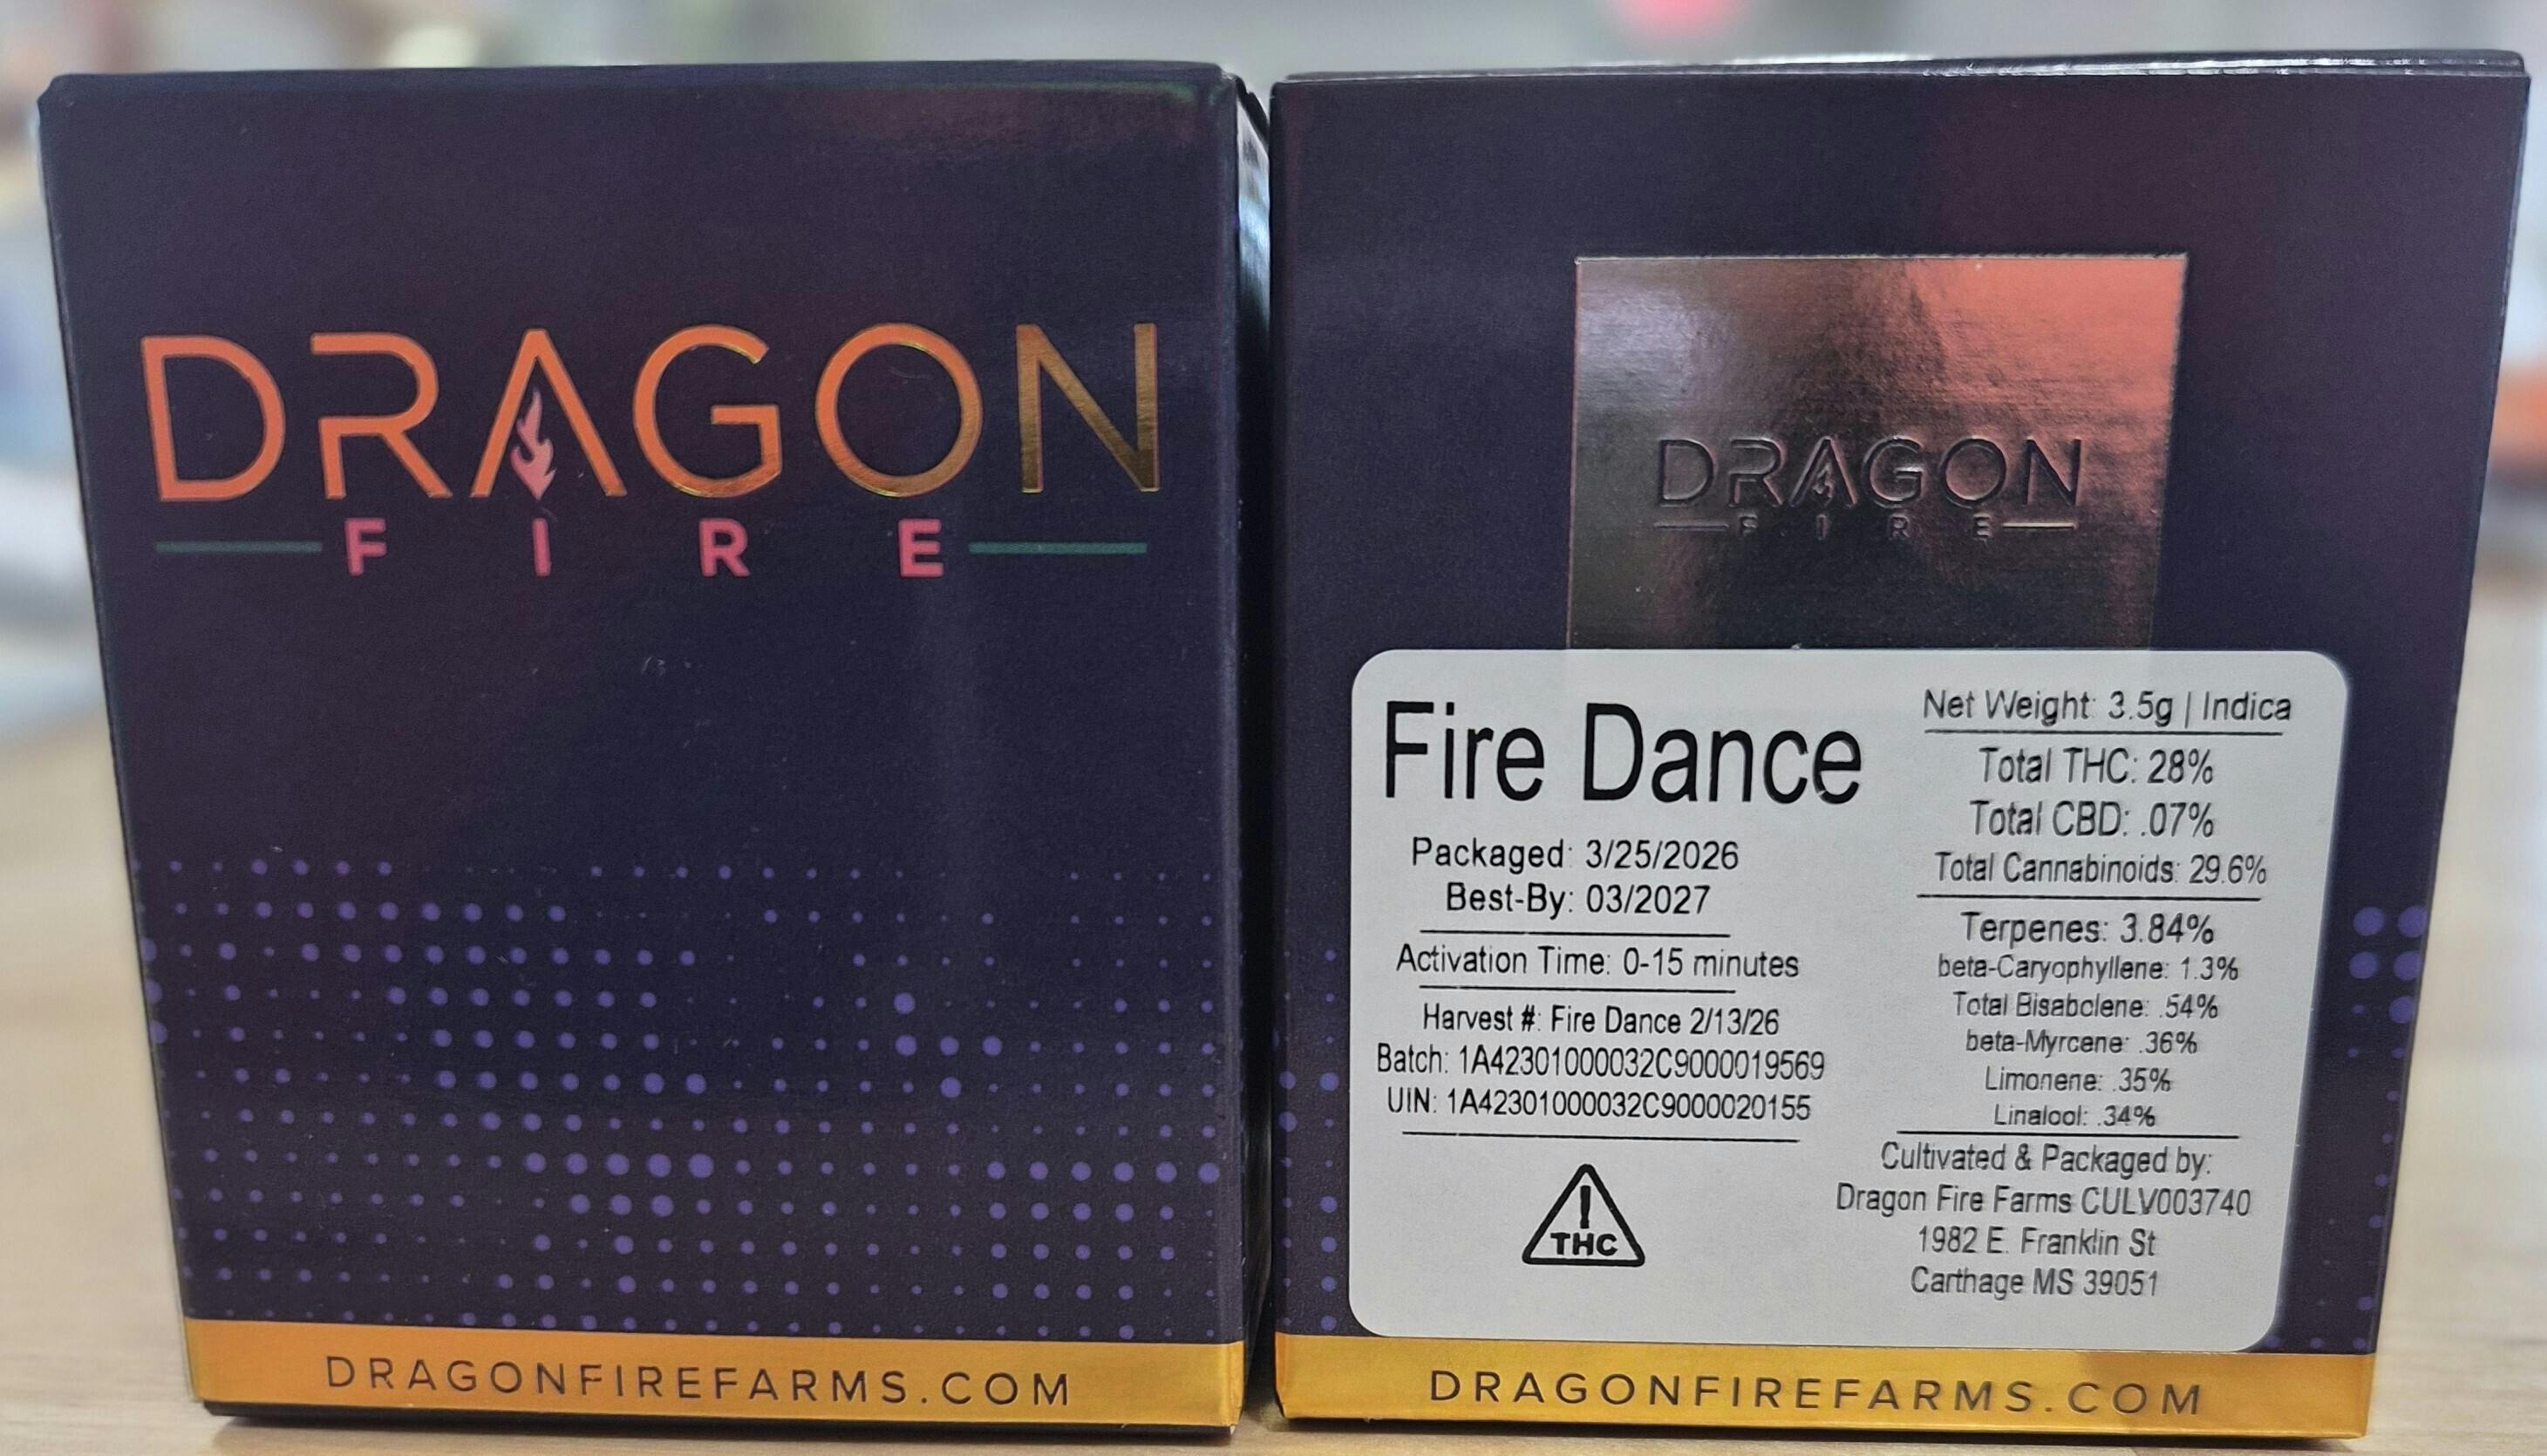 DRAGON
FIRE
DRAGONFIREFARMS.COM
DRAGON
FIRE
Fire Dance
Packaged: 3/25/2026
Best-By: 03/2027
Activation Time: 0-15 minutes
Harvest #: Fire Dance 2/13/26
Batch: 1A42301000032C9000019569
UIN: 1A42301000032C9000020155
!
THC
Net Weight: 3.5g | Indica
Total THC: 28%
Total CBD: .07%
Total Cannabinoids: 29.6%
Terpenes: 3.84%
beta-Caryophyllene: 1.3%
Total Bisabolene: .54%
beta-Myrcene: .36%
Limonene: .35%
Linalool: .34%
Cultivated & Packaged by:
Dragon Fire Farms CULV003740
1982 E. Franklin St
Carthage MS 39051
DRAGONFIREFARMS.COM